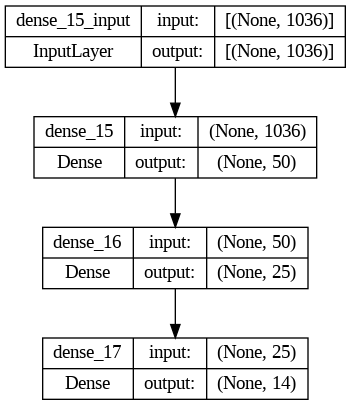 dense_15_input input: [(None, 1036)]
InputLayer output: [(None, 1036)]
dense_15 input: (None, 1036)
Dense output: (None, 50)
dense_16 input: (None, 50)
Dense output: (None, 25)
dense_17 input: (None, 25)
Dense output: (None, 14)